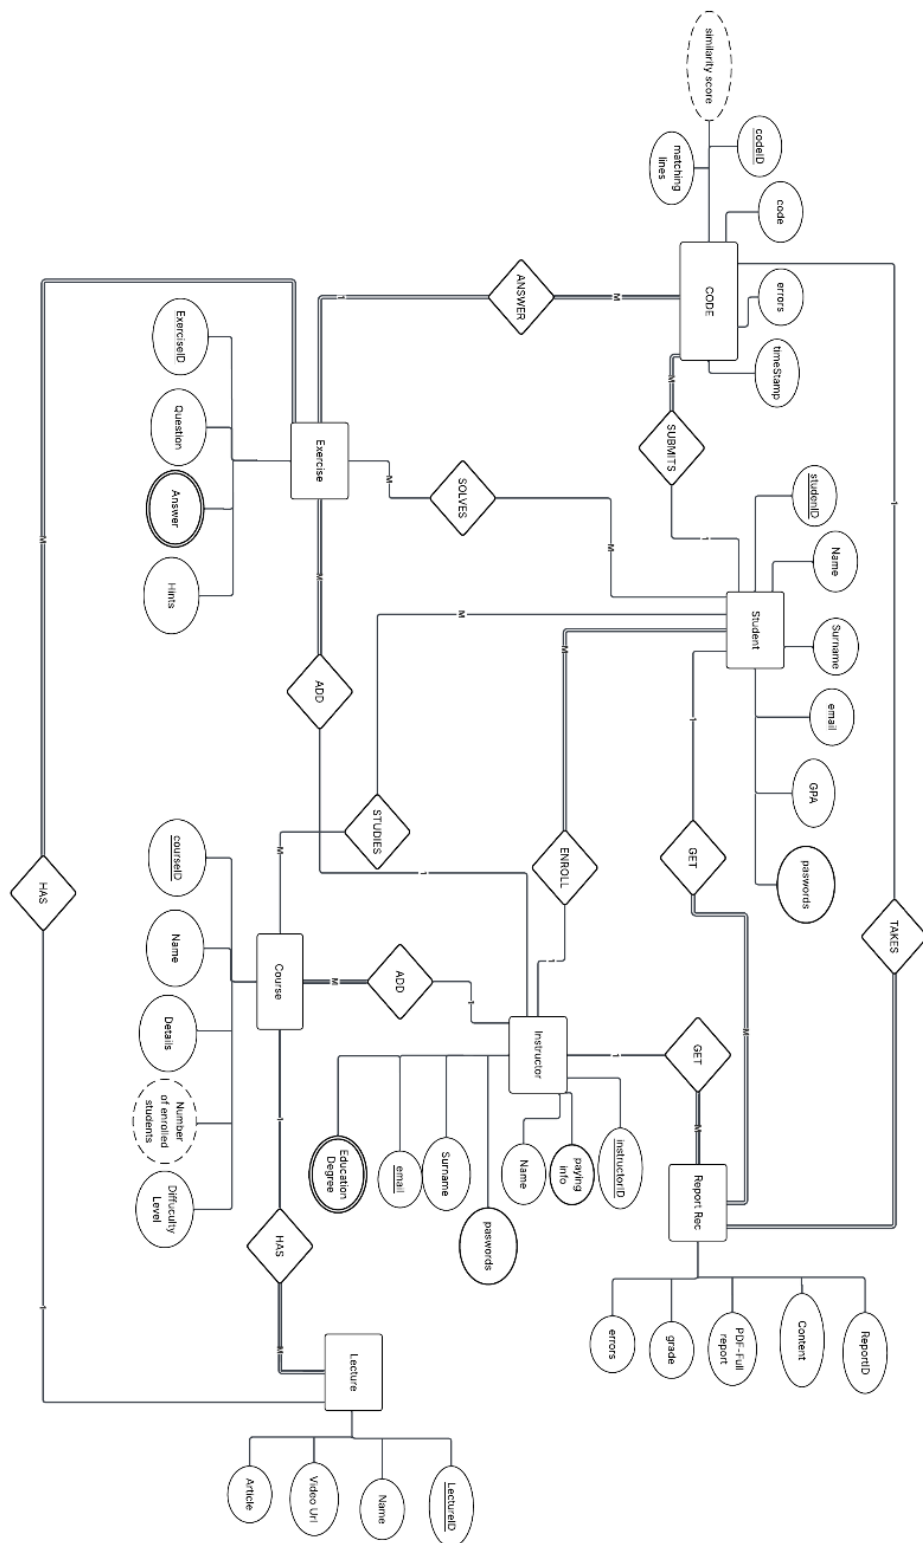 similarity score
codeID
matching
lines
code
CODE
errors
timeStamp
1
TAKES
M
ANSWER
1
M
SUBMITS
1
studenID
Name
Surname
email
GPA
paswords
Student
M
SOLVES
M
M
STUDIES
M
M
ENROLL
1
1
GET
M
Exercise
ExerciseID
Question
Answer
Hints
M
ADD
1
M
HAS
1
courseID
Name
Details
Number
of enrolled
students
Diffuculty
Level
Course
M
ADD
1
Instructor
instructorID
paying
info
Name
paswords
Surname
email
Education
Degree
1
GET
M
Report Rec
ReportID
Content
PDF-Full
report
grade
errors
1
HAS
M
Lecture
LectureID
Name
Video Url
Article